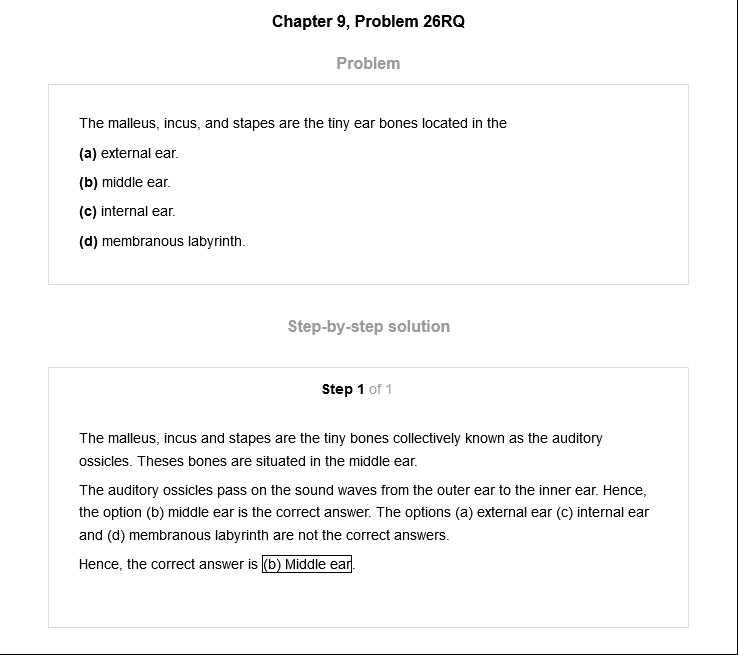 Chapter 9, Problem 26RQ
Problem
The malleus, incus, and stapes are the tiny ear bones located in the
(a) external ear.
(b) middle ear.
(c) internal ear.
(d) membranous labyrinth.
Step-by-step solution
Step 1 of 1
The malleus, incus and stapes are the tiny bones collectively known as the auditory
ossicles. Theses bones are situated in the middle ear.
The auditory ossicles pass on the sound waves from the outer ear to the inner ear. Hence,
the option (b) middle ear is the correct answer. The options (a) external ear (c) internal ear
and (d) membranous labyrinth are not the correct answers.
Hence, the correct answer is (b) Middle ear.